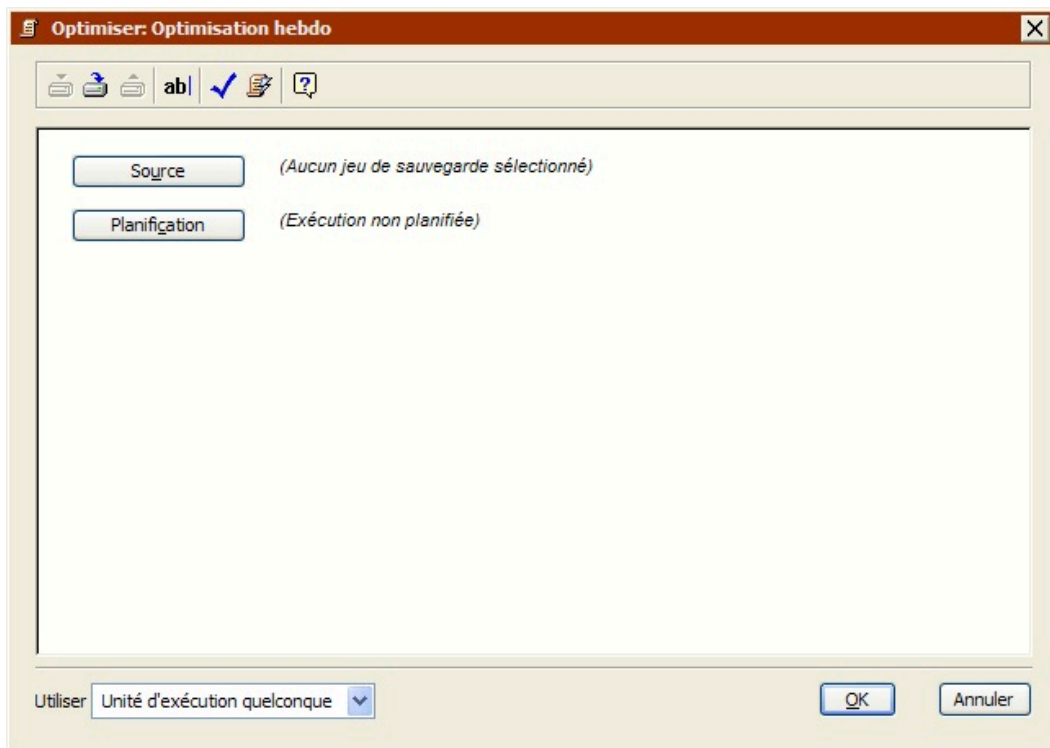 Optimiser: Optimisation hebdo
ab|
Source (Aucun jeu de sauvegarde sélectionné)
Planification (Exécution non planifiée)
Utiliser Unité d'exécution quelconque OK Annuler